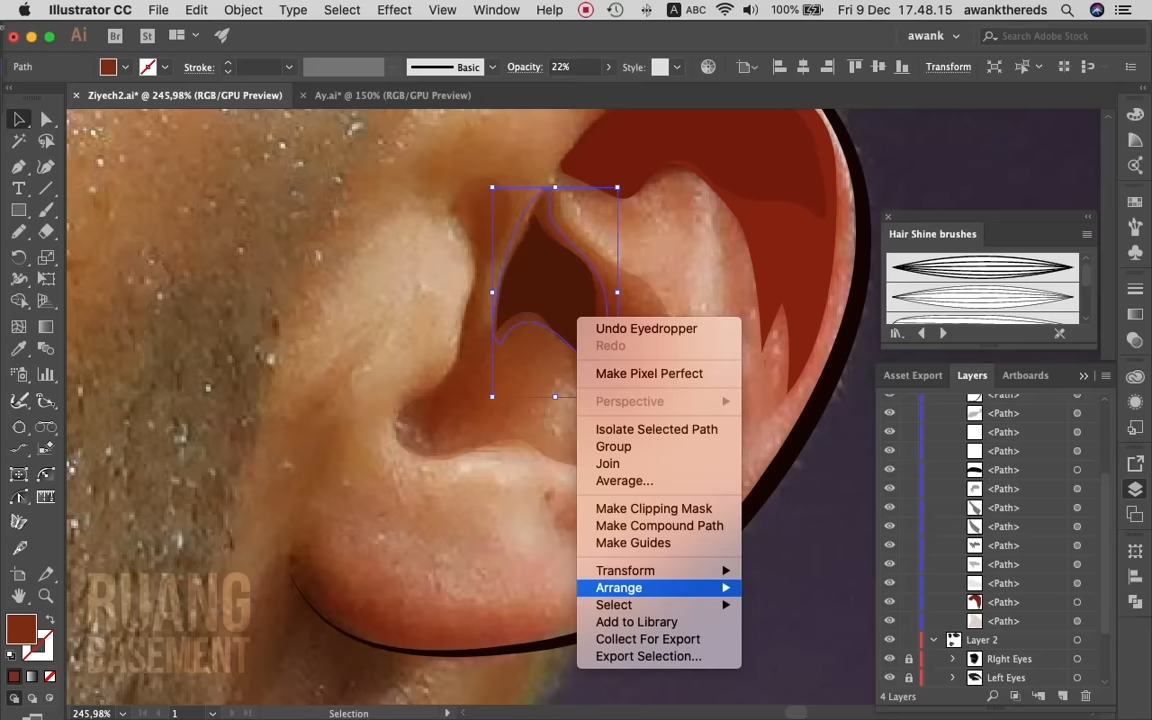 Illustrator CC File Edit Object Type Select Effect View Window Help A ABC 100% Fri 9 Dec 17.48.15 awankthereds
Ai Br St awank Search Adobe Stock
Path Stroke: Basic Opacity: 22% Style: Transform
× Ziyech2.ai* @ 245,98% (RGB/GPU Preview) × Ay.ai* @ 150% (RGB/GPU Preview)
Hair Shine brushes
Undo Eyedropper
Redo
Make Pixel Perfect
Perspective
Isolate Selected Path
Group
Join
Average...
Make Clipping Mask
Make Compound Path
Make Guides
Transform
Arrange
Select
Add to Library
Collect For Export
Export Selection...
Asset Export Layers Artboards
<Path>
<Path>
<Path>
<Path>
<Path>
<Path>
<Path>
<Path>
<Path>
<Path>
<Path>
<Path>
<Path>
Layer 2
RIght Eyes
Left Eyes
4 Layers
RUANG
BASEMENT
245,98% 1 Selection